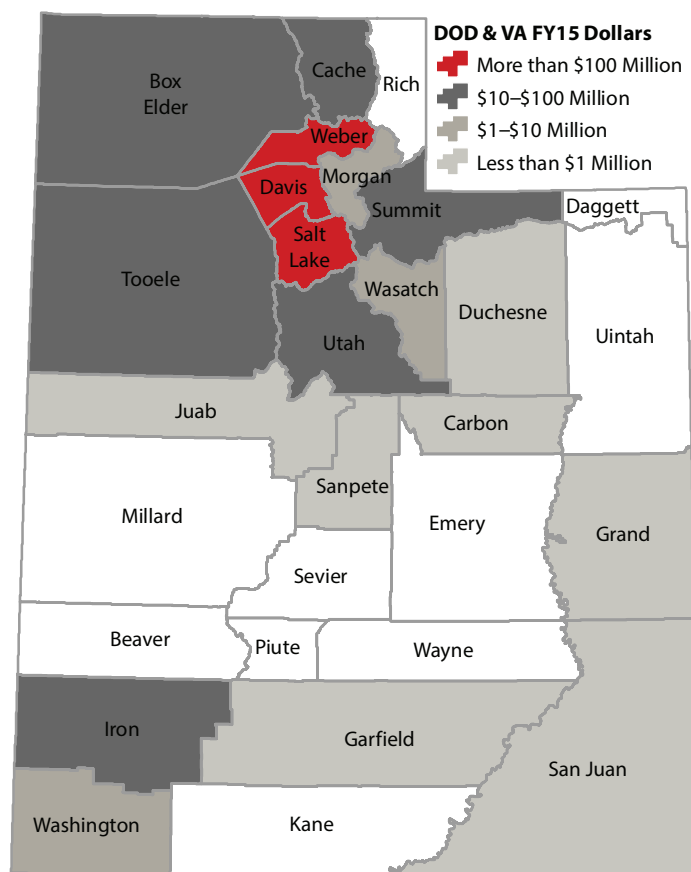 DOD & VA FY15 Dollars
More than $100 Million
$10–$100 Million
$1–$10 Million
Less than $1 Million
Box
Elder
Cache
Rich
Weber
Morgan
Davis
Summit
Daggett
Salt
Lake
Tooele
Wasatch
Duchesne
Uintah
Utah
Juab
Carbon
Sanpete
Millard
Emery
Grand
Sevier
Beaver
Piute
Wayne
Iron
Garfield
San Juan
Washington
Kane